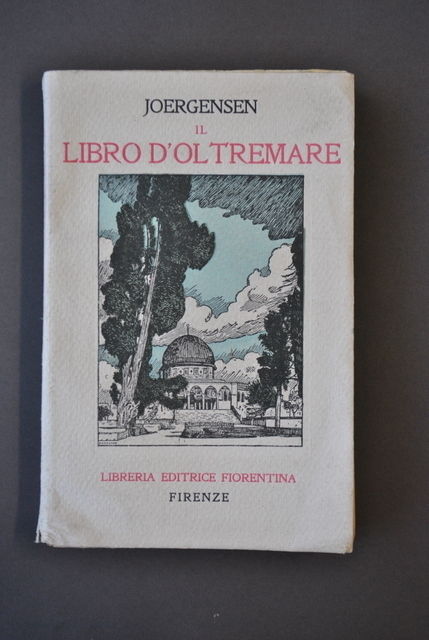 JOERGENSEN
IL
LIBRO D'OLTREMARE
LIBRERIA EDITRICE FIORENTINA
FIRENZE